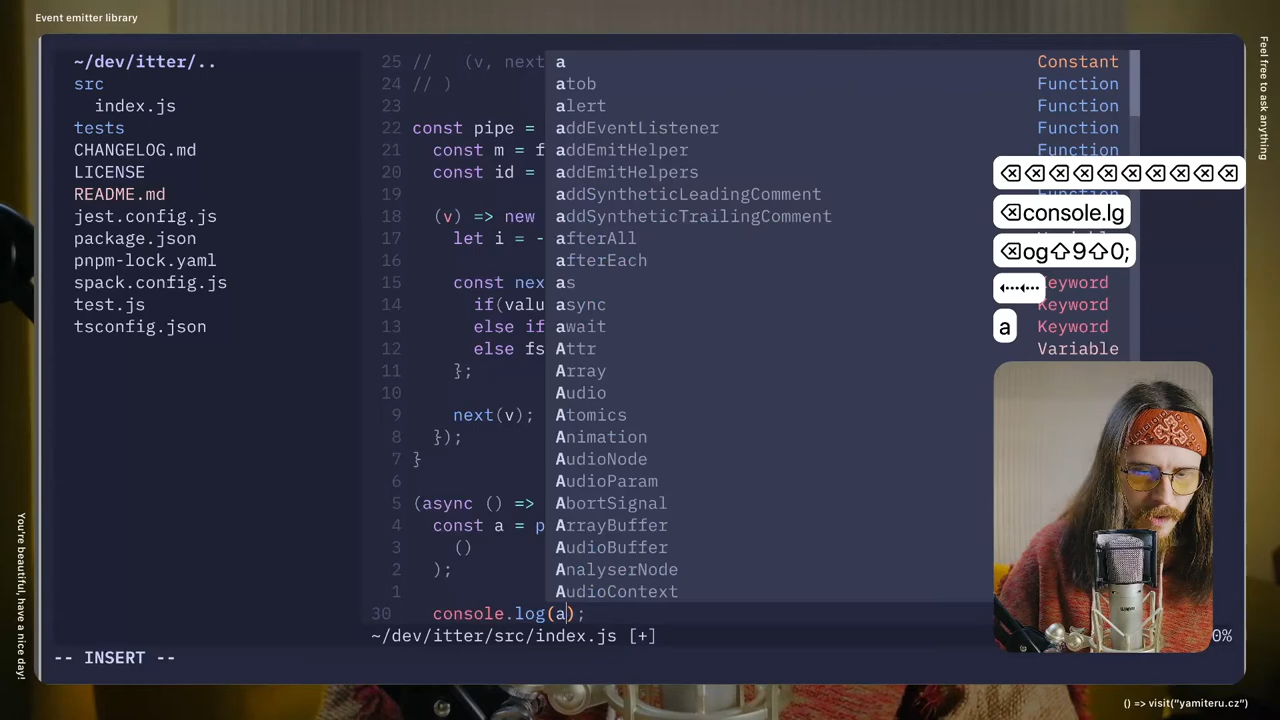 Event emitter library
Feel free to ask anything
~/dev/itter/..
src
index.js
tests
CHANGELOG.md
LICENSE
README.md
jest.config.js
package.json
pnpm-lock.yaml
spack.config.js
test.js
tsconfig.json
25 //   (v, next
24 // )
23
22 const pipe =
21   const m = f
20   const id =
19
18   (v) => new
17     let i = -
16
15     const nex
14       if(valu
13       else if
12       else fs
11     };
10
9     next(v);
8   });
7 }
6
5 (async () =>
4   const a = p
3     ()
2   );
1
30   console.log(a);
a Constant
atob Function
alert Function
addEventListener Function
addEmitHelper Function
addEmitHelpers
addSyntheticLeadingComment
addSyntheticTrailingComment
afterAll
afterEach
as Keyword
async Keyword
await Keyword
Attr Variable
Array
Audio
Atomics
Animation
AudioNode
AudioParam
AbortSignal
ArrayBuffer
AudioBuffer
AnalyserNode
AudioContext
⌫⌫⌫⌫⌫⌫⌫⌫⌫⌫
⌫console.lg
⌫og⇧9⇧0;
a
~/dev/itter/src/index.js [+]
0%
-- INSERT --
You're beautiful, have a nice day!
() => visit("yamiteru.cz")